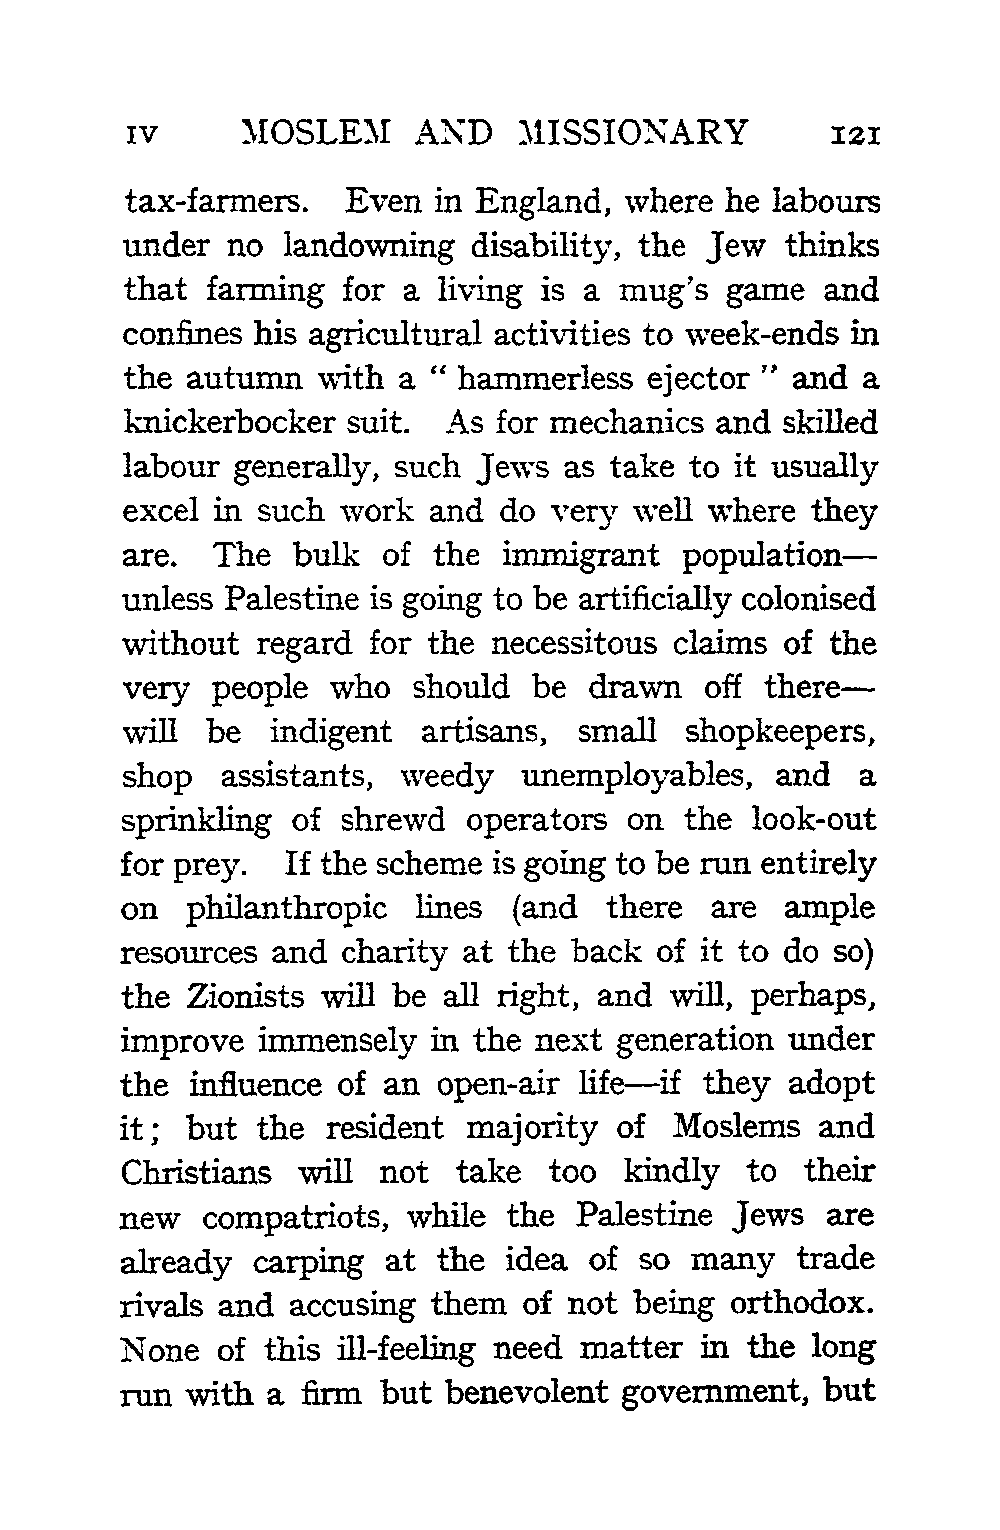 IV MOSLEM AND MISSIONARY 121
tax-farmers. Even in England, where he labours
under no landowning disability, the Jew thinks
that farming for a living is a mug's game and
confines his agricultural activities to week-ends in
the autumn with a " hammerless ejector " and a
knickerbocker suit. As for mechanics and skilled
labour generally, such Jews as take to it usually
excel in such work and do very well where they
are. The bulk of the immigrant population—
unless Palestine is going to be artificially colonised
without regard for the necessitous claims of the
very people who should be drawn off there—
will be indigent artisans, small shopkeepers,
shop assistants, weedy unemployables, and a
sprinkling of shrewd operators on the look-out
for prey. If the scheme is going to be run entirely
on philanthropic lines (and there are ample
resources and charity at the back of it to do so)
the Zionists will be all right, and will, perhaps,
improve immensely in the next generation under
the influence of an open-air life—if they adopt
it; but the resident majority of Moslems and
Christians will not take too kindly to their
new compatriots, while the Palestine Jews are
already carping at the idea of so many trade
rivals and accusing them of not being orthodox.
None of this ill-feeling need matter in the long
run with a firm but benevolent government, but